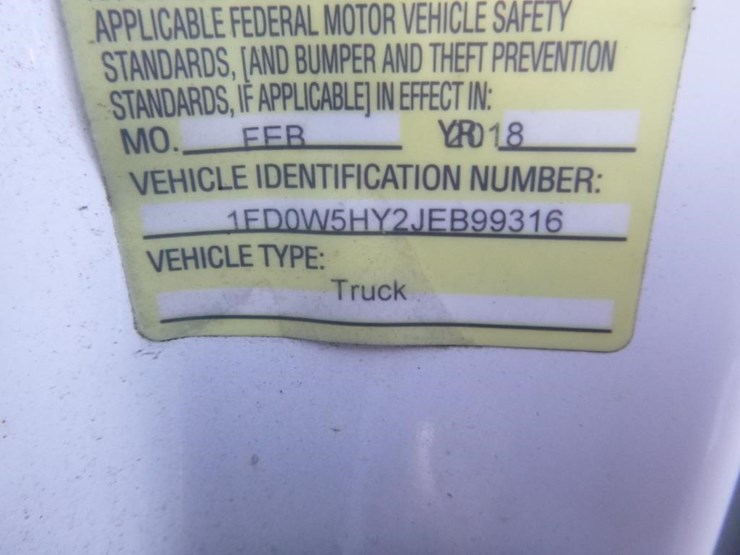 APPLICABLE FEDERAL MOTOR VEHICLE SAFETY
STANDARDS, [AND BUMPER AND THEFT PREVENTION
STANDARDS, IF APPLICABLE] IN EFFECT IN:
MO. FEB YR 2018
VEHICLE IDENTIFICATION NUMBER:
1FD0W5HY2JEB99316
VEHICLE TYPE:
Truck